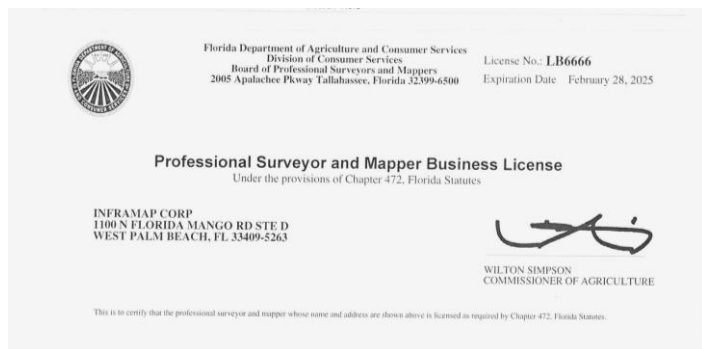 Florida Department of Agriculture and Consumer Services
Division of Consumer Services
Board of Professional Surveyors and Mappers
2005 Apalachee Pkway Tallahassee, Florida 32399-6500
License No.: LB6666
Expiration Date February 28, 2025
Professional Surveyor and Mapper Business License
Under the provisions of Chapter 472, Florida Statutes
INFRAMAP CORP
1100 N FLORIDA MANGO RD STE D
WEST PALM BEACH, FL 33409-5263
WILTON SIMPSON
COMMISSIONER OF AGRICULTURE
This is to certify that the professional surveyor and mapper whose name and address are shown above is licensed as required by Chapter 472, Florida Statutes.